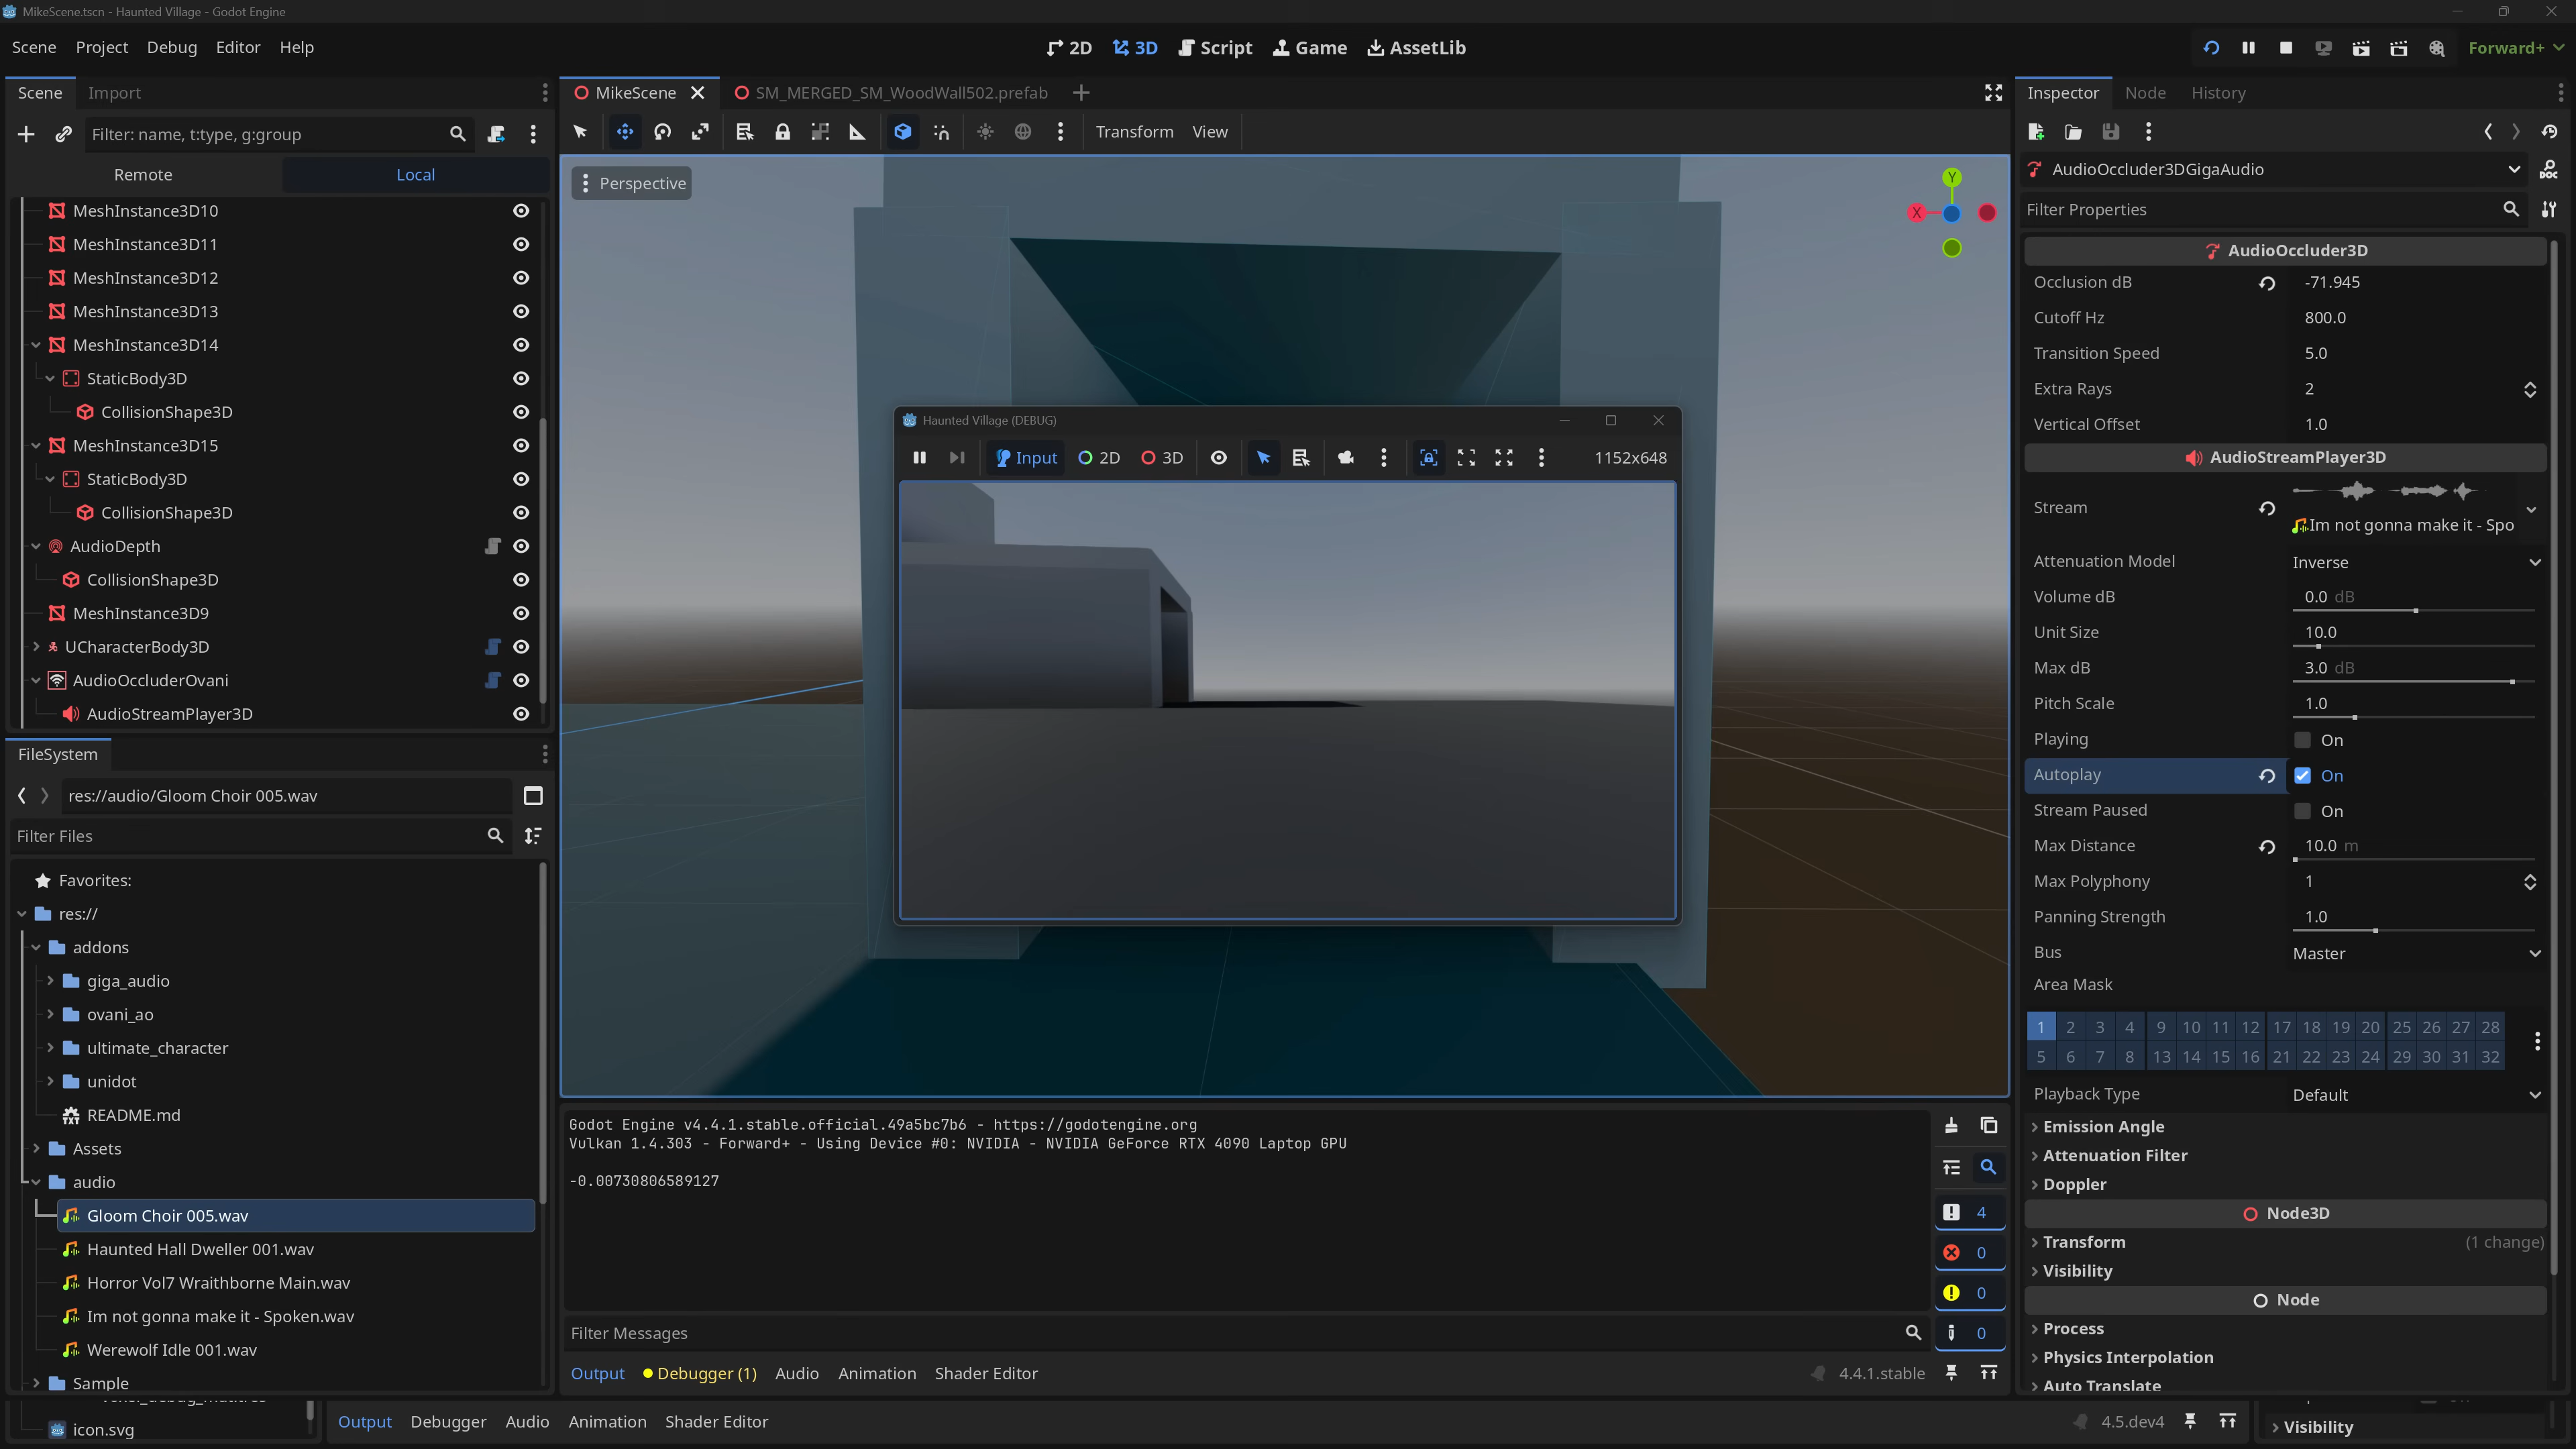 MikeScene.tscn - Haunted Village - Godot Engine
Scene Project Debug Editor Help
2D 3D Script Game AssetLib
Forward+
Scene Import
Filter: name, t:type, g:group
Remote Local
MeshInstance3D10
MeshInstance3D11
MeshInstance3D12
MeshInstance3D13
MeshInstance3D14
StaticBody3D
CollisionShape3D
MeshInstance3D15
StaticBody3D
CollisionShape3D
AudioDepth
CollisionShape3D
MeshInstance3D9
UCharacterBody3D
AudioOccluderOvani
AudioStreamPlayer3D
FileSystem
res://audio/Gloom Choir 005.wav
Filter Files
Favorites:
res://
addons
giga_audio
ovani_ao
ultimate_character
unidot
README.md
Assets
audio
Gloom Choir 005.wav
Haunted Hall Dweller 001.wav
Horror Vol7 Wraithborne Main.wav
Im not gonna make it - Spoken.wav
Werewolf Idle 001.wav
Sample
icon.svg
MikeScene SM_MERGED_SM_WoodWall502.prefab
Transform View
Perspective
Y
X
Haunted Village (DEBUG)
Input 2D 3D 1152x648
Godot Engine v4.4.1.stable.official.49a5bc7b6 - https://godotengine.org
Vulkan 1.4.303 - Forward+ - Using Device #0: NVIDIA - NVIDIA GeForce RTX 4090 Laptop GPU
-0.00730806589127
4
0
0
0
Filter Messages
Output Debugger (1) Audio Animation Shader Editor 4.4.1.stable
Output Debugger Audio Animation Shader Editor 4.5.dev4
Inspector Node History
AudioOccluder3DGigaAudio
DOC
Filter Properties
AudioOccluder3D
Occlusion dB -71.945
Cutoff Hz 800.0
Transition Speed 5.0
Extra Rays 2
Vertical Offset 1.0
AudioStreamPlayer3D
Stream Im not gonna make it - Spo
Attenuation Model Inverse
Volume dB 0.0 dB
Unit Size 10.0
Max dB 3.0 dB
Pitch Scale 1.0
Playing On
Autoplay On
Stream Paused On
Max Distance 10.0 m
Max Polyphony 1
Panning Strength 1.0
Bus Master
Area Mask
1 2 3 4 9 10 11 12 17 18 19 20 25 26 27 28
5 6 7 8 13 14 15 16 21 22 23 24 29 30 31 32
Playback Type Default
Emission Angle
Attenuation Filter
Doppler
Node3D
Transform (1 change)
Visibility
Node
Process
Physics Interpolation
Auto Translate
Visibility